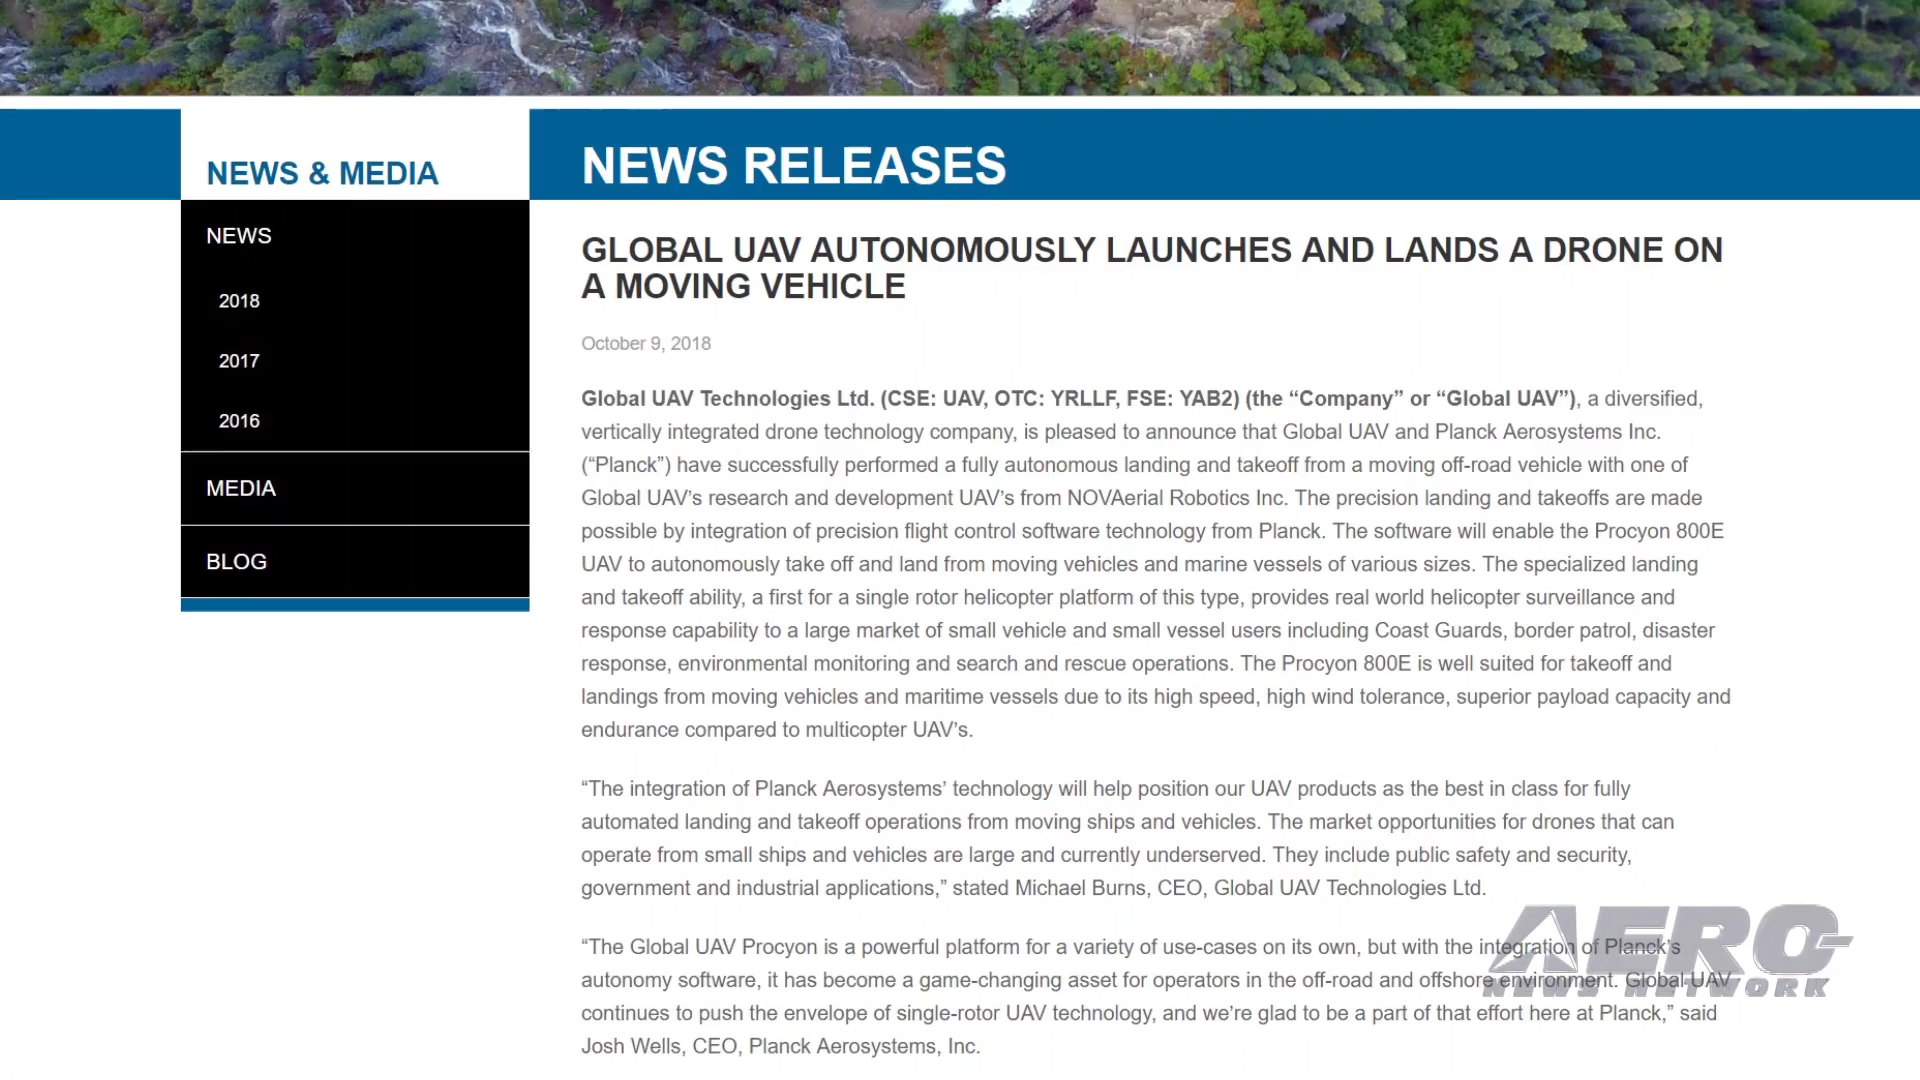 NEWS & MEDIA
NEWS
2018
2017
2016
MEDIA
BLOG
NEWS RELEASES
GLOBAL UAV AUTONOMOUSLY LAUNCHES AND LANDS A DRONE ON
A MOVING VEHICLE
October 9, 2018
Global UAV Technologies Ltd. (CSE: UAV, OTC: YRLLF, FSE: YAB2) (the “Company” or “Global UAV”), a diversified,
vertically integrated drone technology company, is pleased to announce that Global UAV and Planck Aerosystems Inc.
(“Planck”) have successfully performed a fully autonomous landing and takeoff from a moving off-road vehicle with one of
Global UAV’s research and development UAV’s from NOVAerial Robotics Inc. The precision landing and takeoffs are made
possible by integration of precision flight control software technology from Planck. The software will enable the Procyon 800E
UAV to autonomously take off and land from moving vehicles and marine vessels of various sizes. The specialized landing
and takeoff ability, a first for a single rotor helicopter platform of this type, provides real world helicopter surveillance and
response capability to a large market of small vehicle and small vessel users including Coast Guards, border patrol, disaster
response, environmental monitoring and search and rescue operations. The Procyon 800E is well suited for takeoff and
landings from moving vehicles and maritime vessels due to its high speed, high wind tolerance, superior payload capacity and
endurance compared to multicopter UAV’s.
“The integration of Planck Aerosystems’ technology will help position our UAV products as the best in class for fully
automated landing and takeoff operations from moving ships and vehicles. The market opportunities for drones that can
operate from small ships and vehicles are large and currently underserved. They include public safety and security,
government and industrial applications,” stated Michael Burns, CEO, Global UAV Technologies Ltd.
“The Global UAV Procyon is a powerful platform for a variety of use-cases on its own, but with the integration of Planck’s
autonomy software, it has become a game-changing asset for operators in the off-road and offshore environment. Global UAV
continues to push the envelope of single-rotor UAV technology, and we’re glad to be a part of that effort here at Planck,” said
Josh Wells, CEO, Planck Aerosystems, Inc.
AERO-
NEWS NETWORK